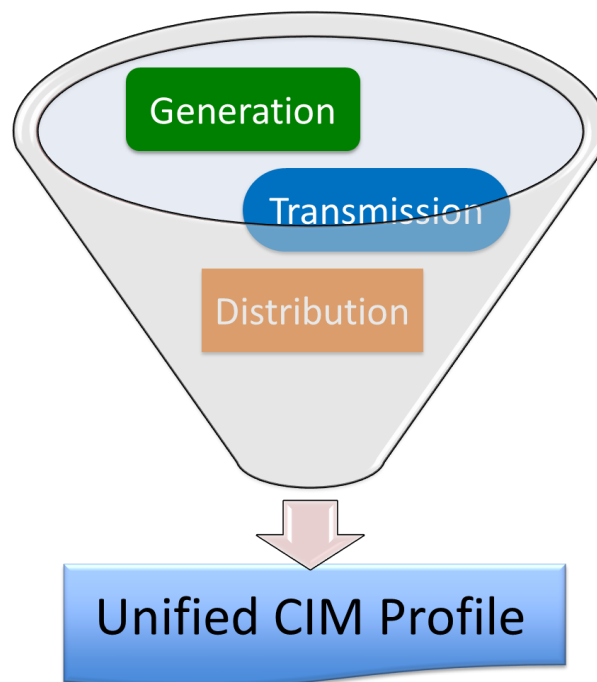 Generation
Transmission
Distribution
Unified CIM Profile